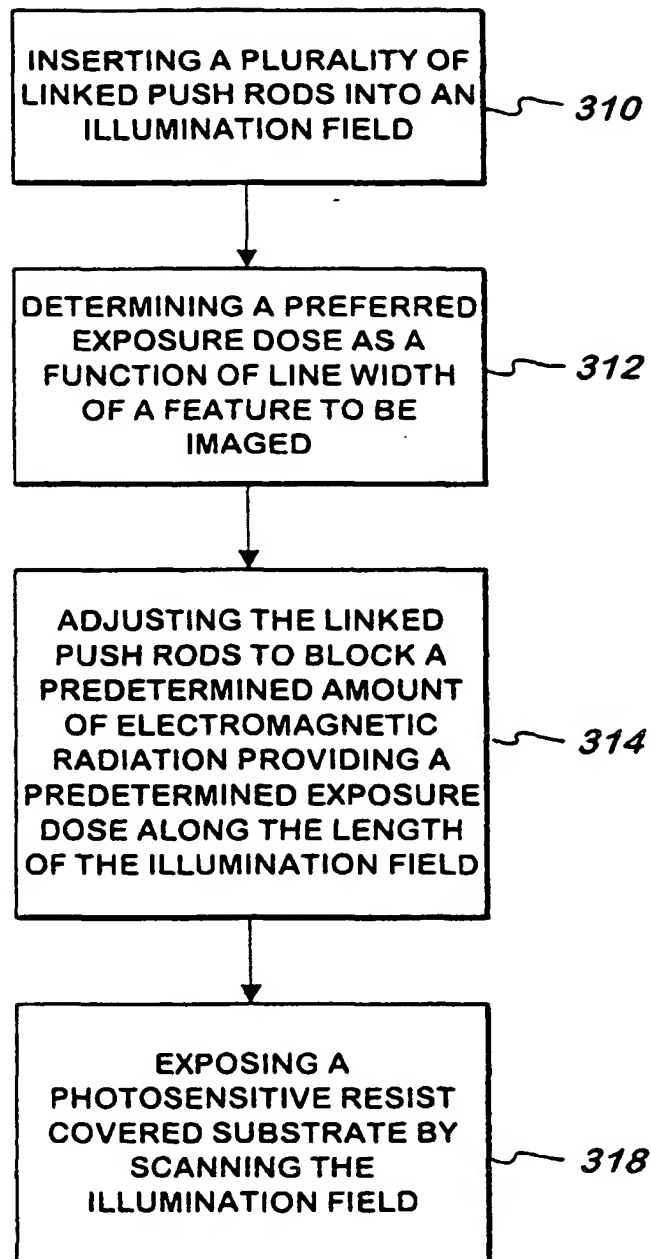 INSERTING A PLURALITY OF
LINKED PUSH RODS INTO AN
ILLUMINATION FIELD
310
DETERMINING A PREFERRED
EXPOSURE DOSE AS A
FUNCTION OF LINE WIDTH
OF A FEATURE TO BE
IMAGED
312
ADJUSTING THE LINKED
PUSH RODS TO BLOCK A
PREDETERMINED AMOUNT
OF ELECTROMAGNETIC
RADIATION PROVIDING A
PREDETERMINED EXPOSURE
DOSE ALONG THE LENGTH
OF THE ILLUMINATION FIELD
314
EXPOSING A
PHOTOSENSITIVE RESIST
COVERED SUBSTRATE BY
SCANNING THE
ILLUMINATION FIELD
318